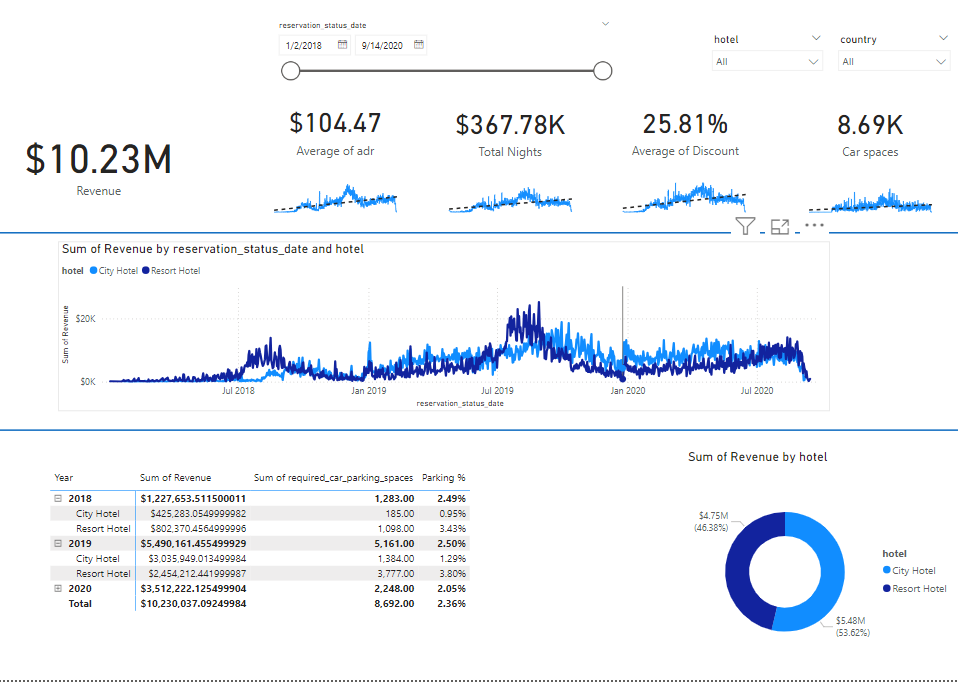 reservation_status_date
1/2/2018 9/14/2020
hotel
All
country
All
$10.23M
Revenue
$104.47
Average of adr
$367.78K
Total Nights
25.81%
Average of Discount
8.69K
Car spaces
Sum of Revenue by reservation_status_date and hotel
hotel City Hotel Resort Hotel
Sum of Revenue
$20K
$0K
Jul 2018 Jan 2019 Jul 2019 Jan 2020 Jul 2020
reservation_status_date
Year Sum of Revenue Sum of required_car_parking_spaces Parking %
2018 $1,227,653.511500011 1,283.00 2.49%
City Hotel $425,283.0549999982 185.00 0.95%
Resort Hotel $802,370.4564999996 1,098.00 3.43%
2019 $5,490,161.455499929 5,161.00 2.50%
City Hotel $3,035,949.013499984 1,384.00 1.29%
Resort Hotel $2,454,212.441999987 3,777.00 3.80%
2020 $3,512,222.125499904 2,248.00 2.05%
Total $10,230,037.09249984 8,692.00 2.36%
Sum of Revenue by hotel
$4.75M
(46.38%)
$5.48M
(53.62%)
hotel
City Hotel
Resort Hotel